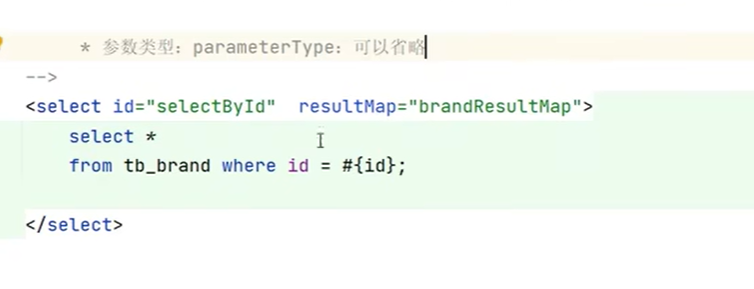 * 参数类型：parameterType：可以省略
-->
<select id="selectById"  resultMap="brandResultMap">
select *
from tb_brand where id = #{id};
</select>